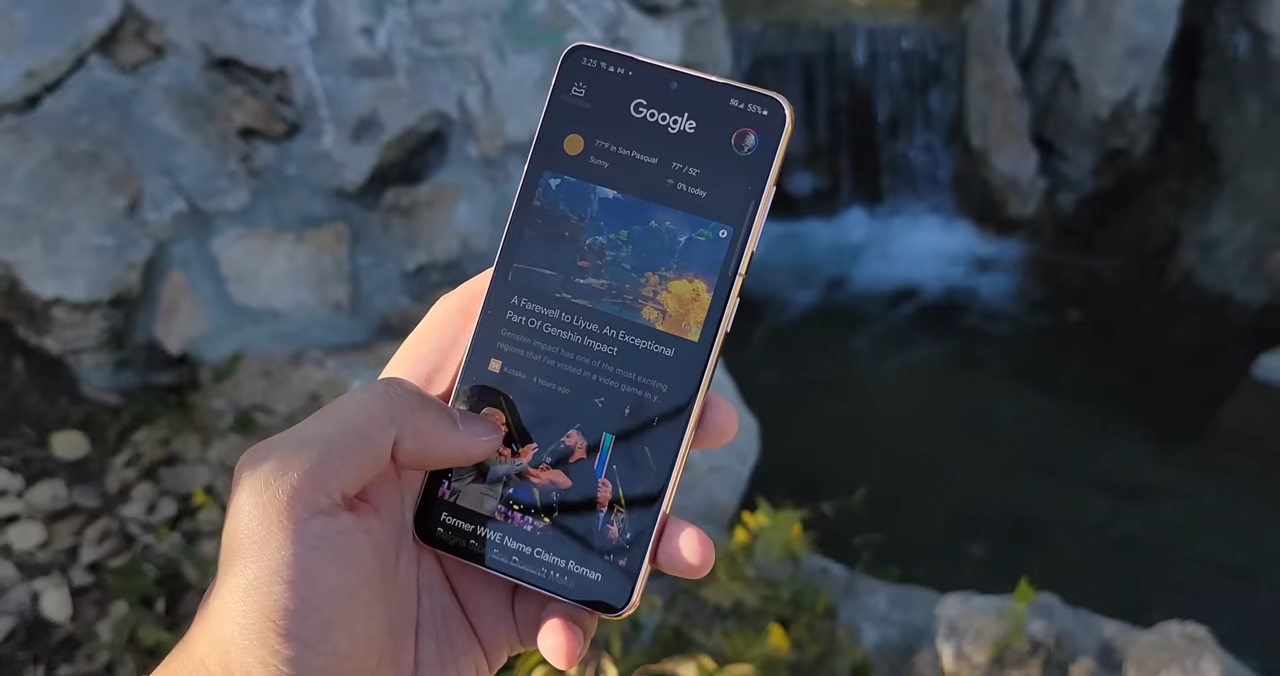 3:25
5G 55%
Google
77°F in San Pasqual
77° / 52°
Sunny
0% today
A Farewell to Liyue, An Exceptional
Part Of Genshin Impact
Genshin Impact has one of the most exciting
regions that I've visited in a video game in y...
Kotaku · 4 hours ago
Former WWE Name Claims Roman
Reigns